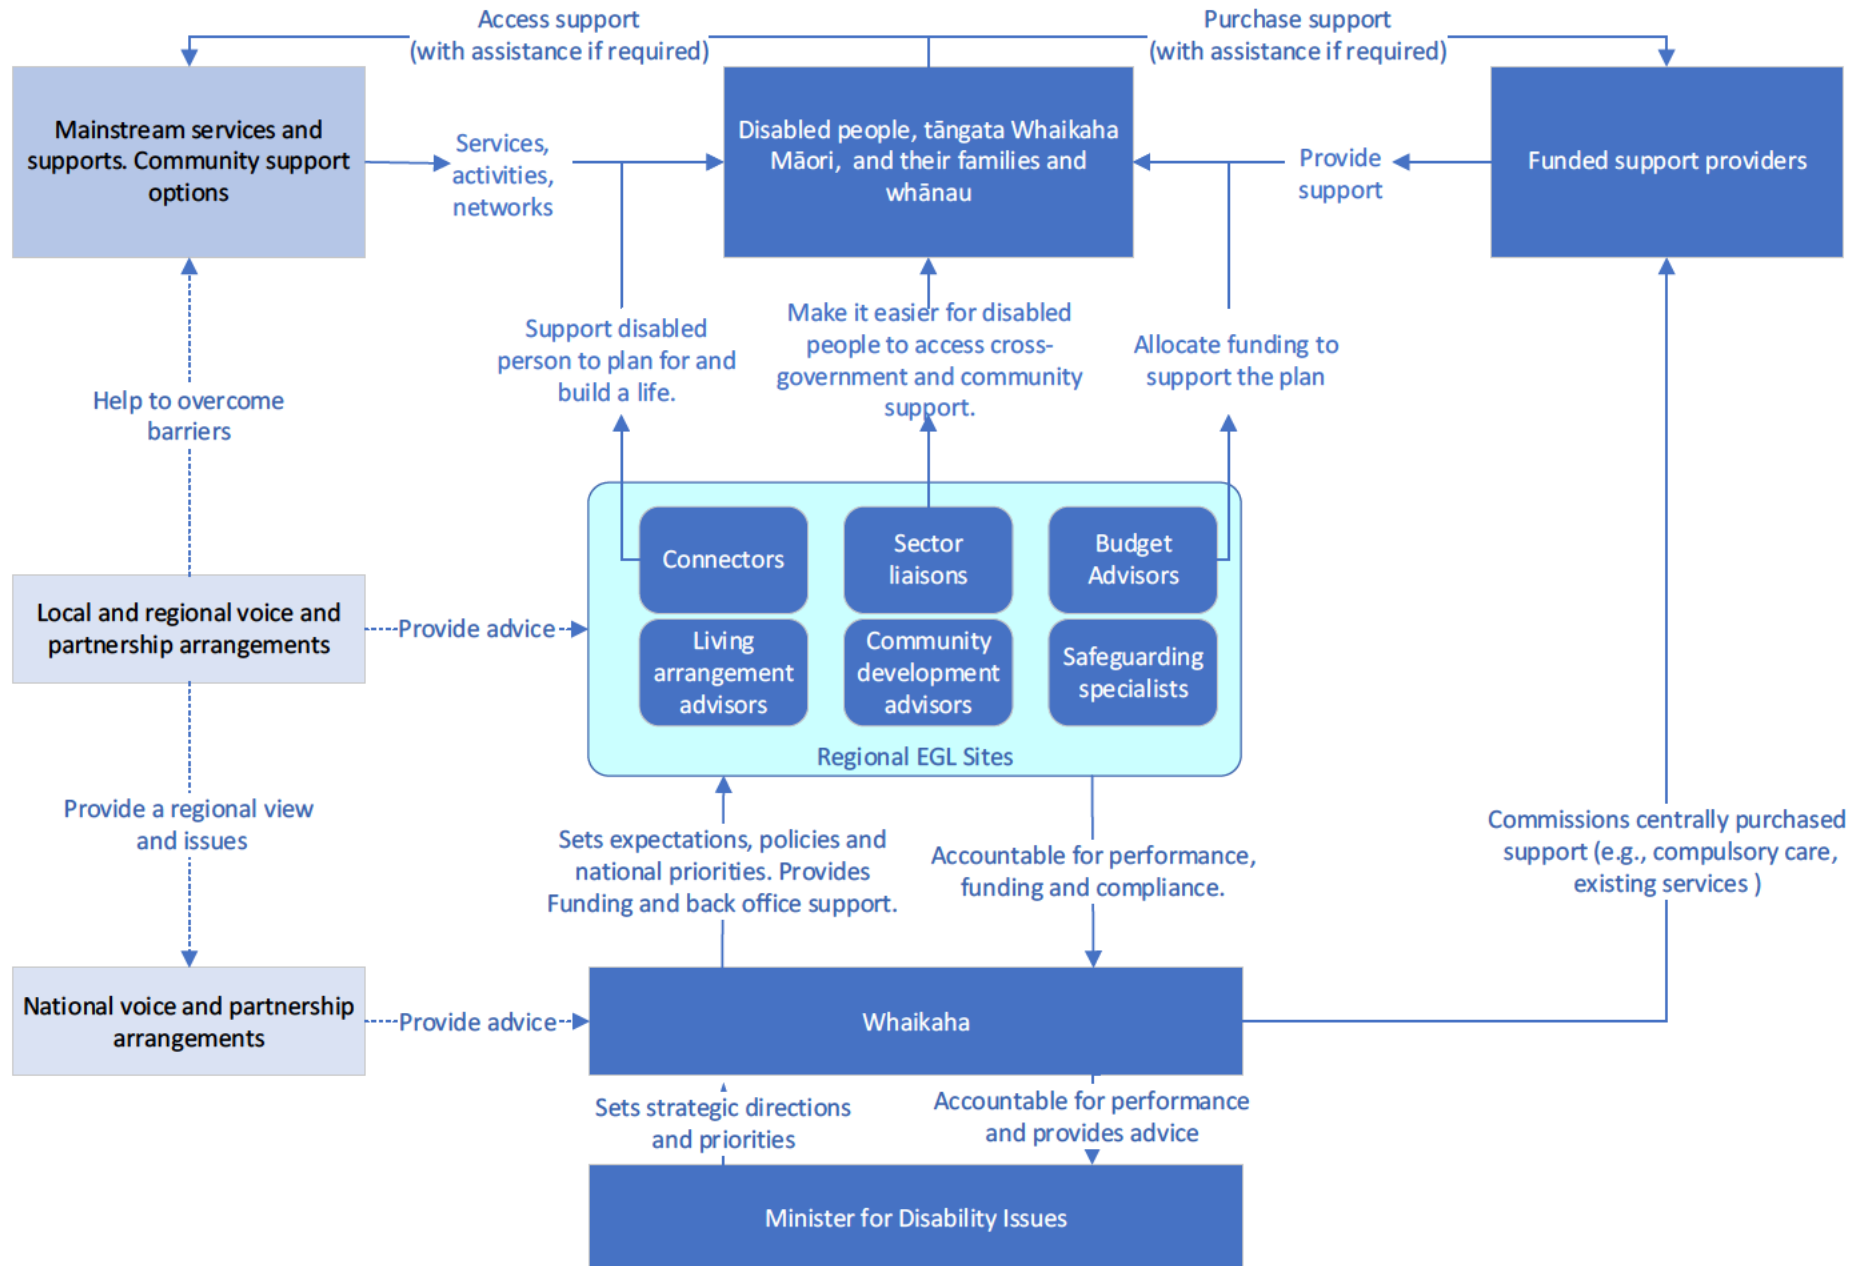 Access support
(with assistance if required)
Purchase support
(with assistance if required)
Mainstream services and
supports. Community support
options
Services,
activities,
networks
Disabled people, tāngata Whaikaha
Māori, and their families and
whānau
Provide
support
Funded support providers
Support disabled
person to plan for and
build a life.
Make it easier for disabled
people to access cross-
government and community
support.
Allocate funding to
support the plan
Help to overcome
barriers
Connectors
Sector
liaisons
Budget
Advisors
Local and regional voice and
partnership arrangements
Provide advice
Living
arrangement
advisors
Community
development
advisors
Safeguarding
specialists
Regional EGL Sites
Provide a regional view
and issues
Sets expectations, policies and
national priorities. Provides
Funding and back office support.
Accountable for performance,
funding and compliance.
Commissions centrally purchased
support (e.g., compulsory care,
existing services )
National voice and partnership
arrangements
Provide advice
Whaikaha
Sets strategic directions
and priorities
Accountable for performance
and provides advice
Minister for Disability Issues